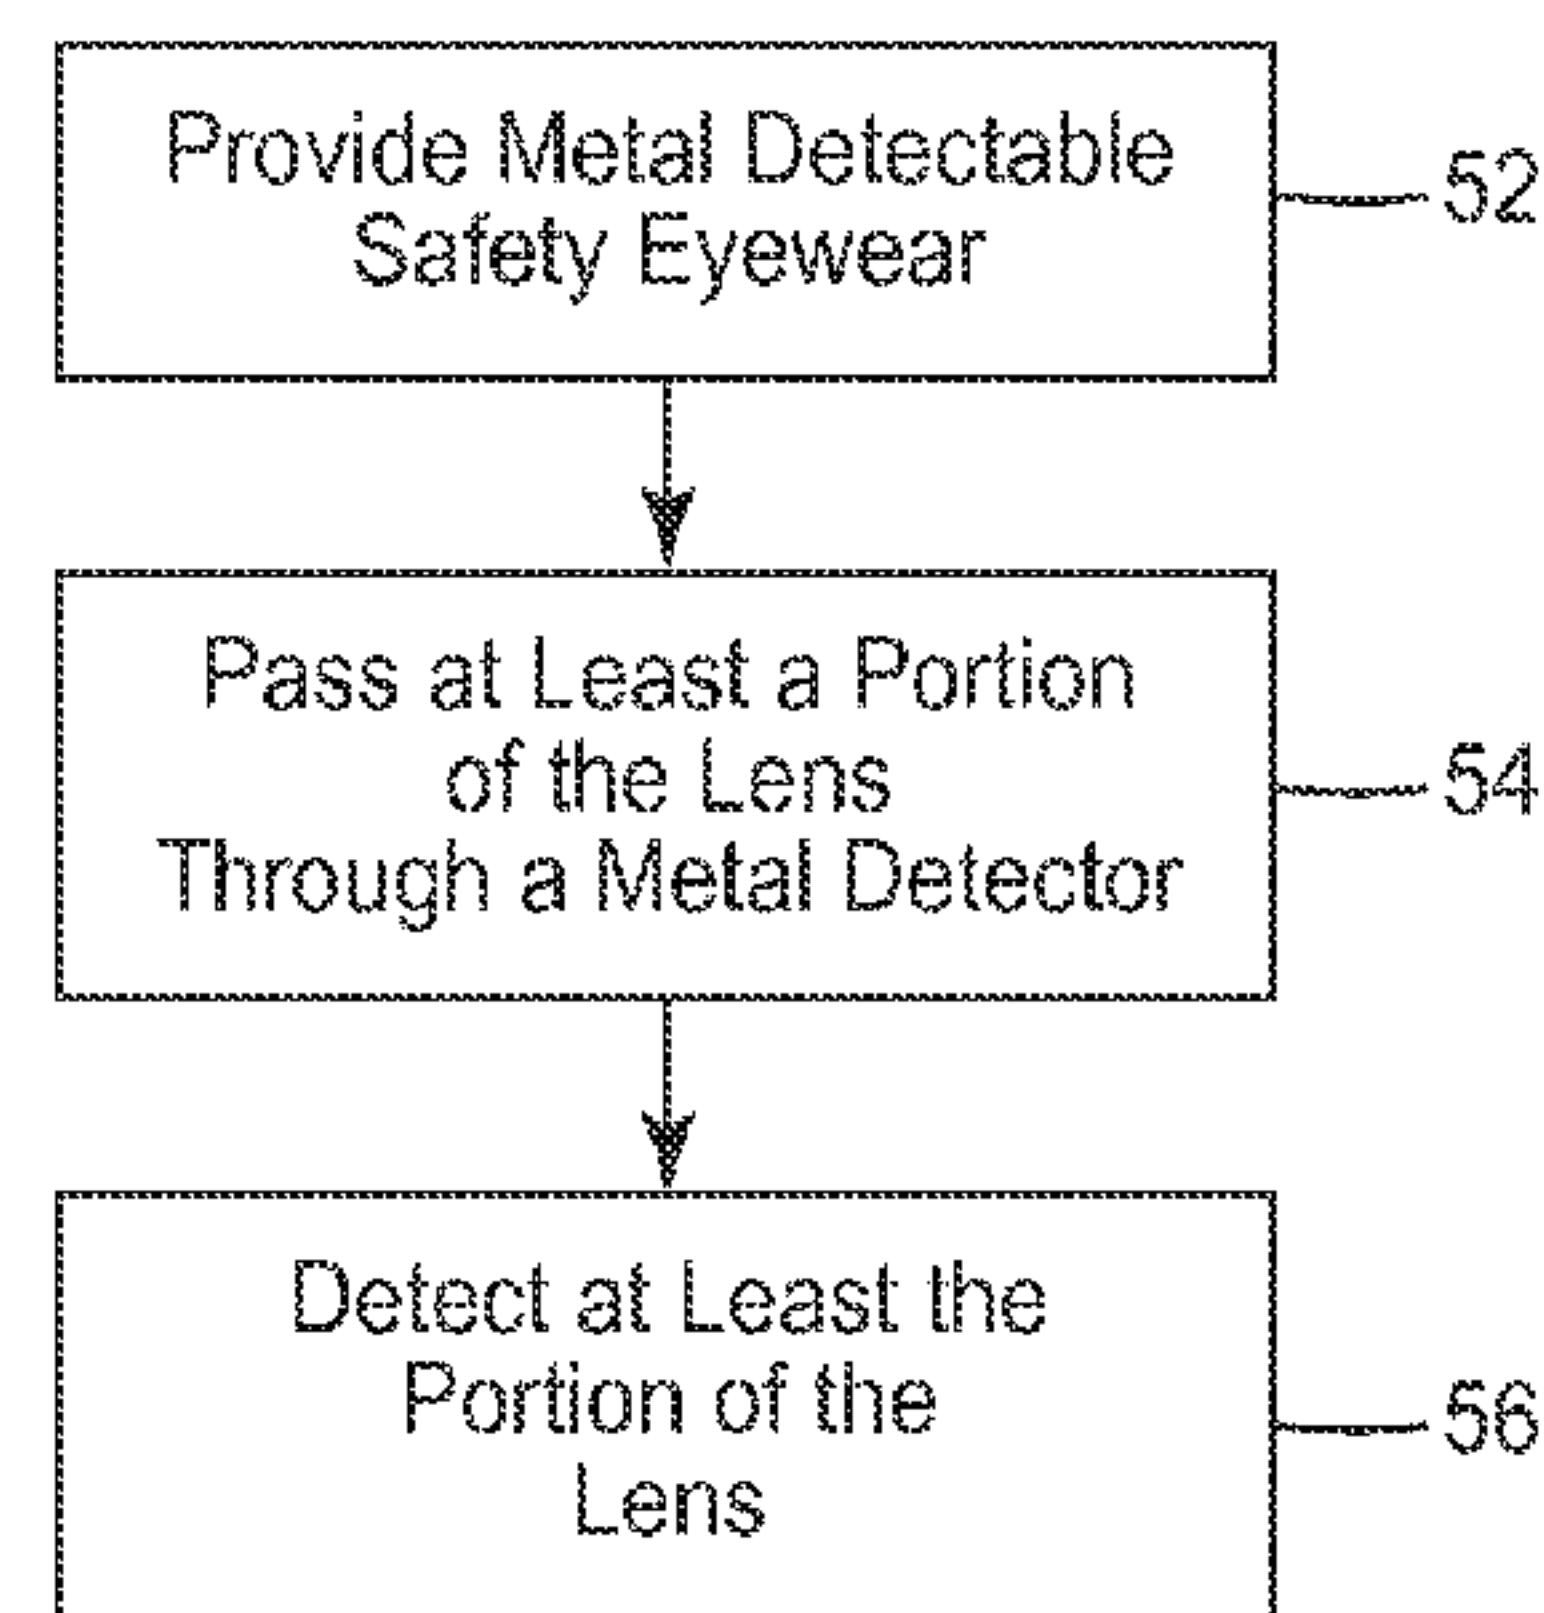 Provide Metal Detectable
Safety Eyewear
52
Pass at Least a Portion
of the Lens
Through a Metal Detector
54
Detect at Least the
Portion of the
Lens
56